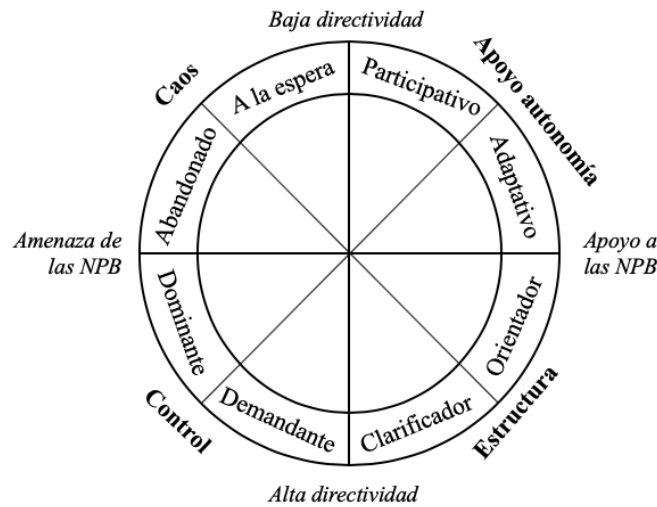 Baja directividad
Caos
A la espera
Participativo
Apoyo autonomía
Abandonado
Adaptativo
Amenaza de
las NPB
Apoyo a
las NPB
Dominante
Orientador
Control
Demandante
Clarificador
Estructura
Alta directividad